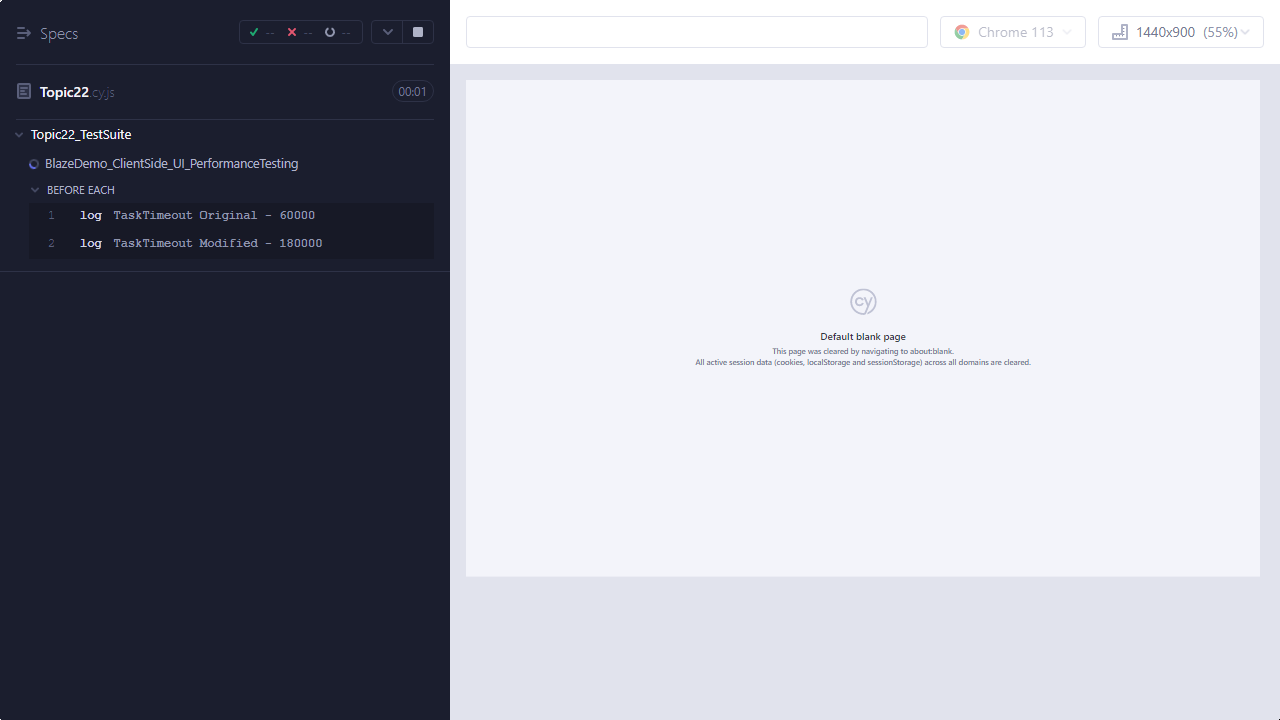 Specs
--
--
--
Topic22.cy.js
00:01
Topic22_TestSuite
BlazeDemo_ClientSide_UI_PerformanceTesting
BEFORE EACH
1 log TaskTimeout Original - 60000
2 log TaskTimeout Modified - 180000
Chrome 113
1440x900 (55%)
cy
Default blank page
This page was cleared by navigating to about:blank.
All active session data (cookies, localStorage and sessionStorage) across all domains are cleared.